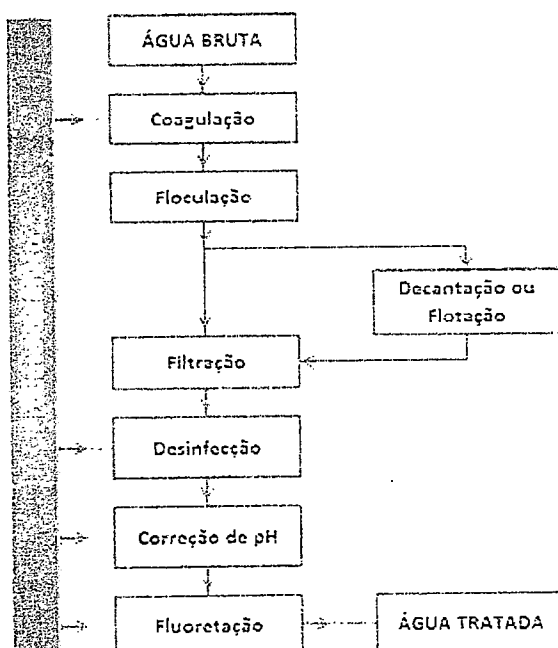 ÁGUA BRUTA
Coagulação
Floculação
Decantação ou
Flotação
Filtração
Desinfecção
Correção de pH
Fluoretação
ÁGUA TRATADA